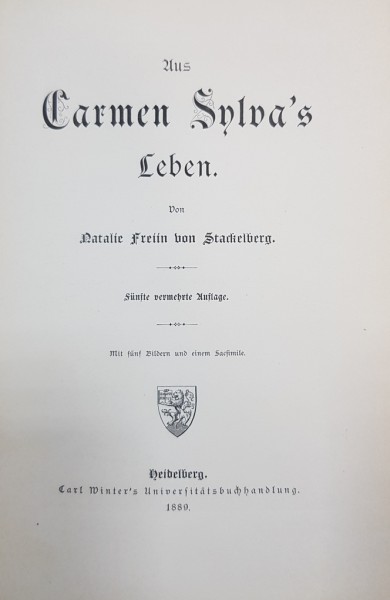 Aus
Carmen Sylva's
Leben.
Von
Natalie Freiin von Stackelberg.
Fünfte vermehrte Auflage.
Mit fünf Bildern und einem Facsimile.
Heidelberg.
Carl Winter's Universitätsbuchhandlung.
1889.